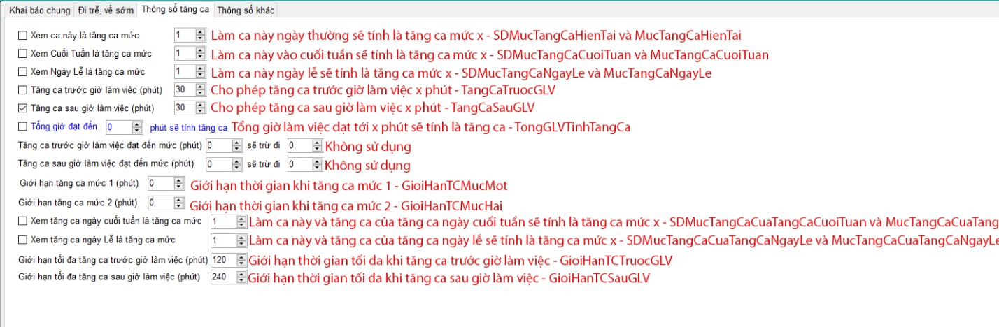 Khai báo chung Đi trễ, về sớm Thông số tăng ca Thông số khác
Xem ca này là tăng ca mức 1 Làm ca này ngày thường sẽ tính là tăng ca mức x - SDMucTangCaHienTai và MucTangCaHienTai
Xem Cuối Tuần là tăng ca mức 1 Làm ca này vào cuối tuần sẽ tính là tăng ca mức x - SDMucTangCaCuoiTuan và MucTangCaCuoiTuan
Xem Ngày Lễ là tăng ca mức 1 Làm ca này ngày lễ sẽ tính là tăng ca mức x - SDMucTangCaNgayLe và MucTangCaNgayLe
Tăng ca trước giờ làm việc (phút) 30 Cho phép tăng ca trước giờ làm việc x phút - TangCaTruocGLV
Tăng ca sau giờ làm việc (phút) 30 Cho phép tăng ca sau giờ làm việc x phút - TangCaSauGLV
Tổng giờ đạt đến 0 phút sẽ tính tăng ca Tổng giờ làm việc dạt tới x phút sẽ tính là tăng ca - TongGLVTinhTangCa
Tăng ca trước giờ làm việc đạt đến mức (phút) 0 sẽ trừ đi 0 Không sử dụng
Tăng ca sau giờ làm việc đạt đến mức (phút) 0 sẽ trừ đi 0 Không sử dụng
Giới hạn tăng ca mức 1 (phút) 0 Giới hạn thời gian khi tăng ca mức 1 - GioiHanTCMucMot
Giới hạn tăng ca mức 2 (phút) 0 Giới hạn thời gian khi tăng ca mức 2 - GioiHanTCMucHai
Xem tăng ca ngày cuối tuần là tăng ca mức 1 Làm ca này và tăng ca của tăng ca ngày cuối tuần sẽ tính là tăng ca mức x - SDMucTangCaCuaTangCaCuoiTuan và MucTangCaCuaTang
Xem tăng ca ngày Lễ là tăng ca mức 1 Làm ca này và tăng ca của tăng ca ngày lễ sẽ tính là tăng ca mức x - SDMucTangCaCuaTangCaNgayLe và MucTangCaCuaTangCaNgayLe
Giới hạn tối đa tăng ca trước giờ làm việc (phút) 120 Giới hạn thời gian tối da khi tăng ca trước giờ làm việc - GioiHanTCTruocGLV
Giới hạn tối đa tăng ca sau giờ làm việc (phút) 240 Giới hạn thời gian tối da khi tăng ca sau giờ làm việc - GioiHanTCSauGLV